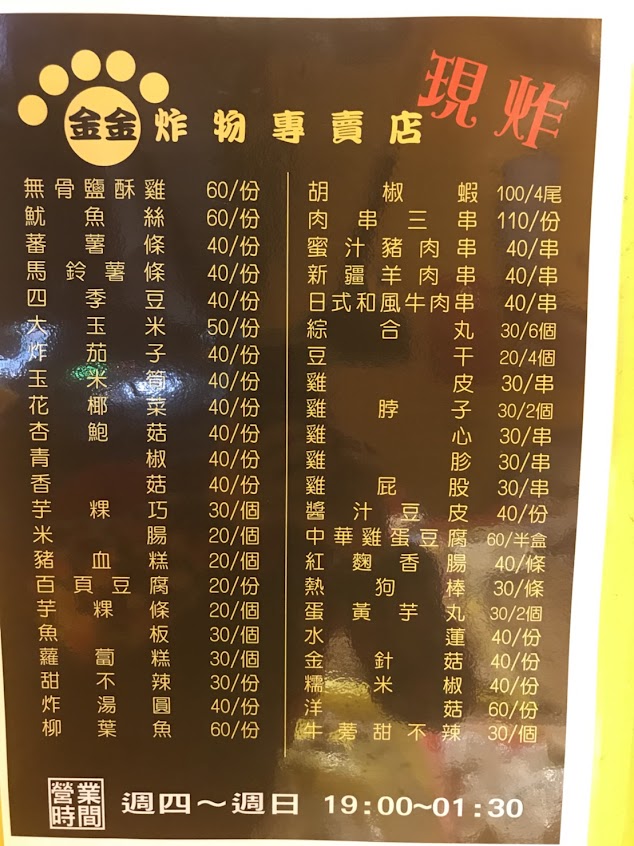 金金 炸物專賣店
現炸
無骨鹽酥雞 60/份
魷魚絲 60/份
蕃薯條 40/份
馬鈴薯條 40/份
四季豆 40/份
大玉米 50/份
炸茄子 40/份
玉米筒 40/份
花椰菜 40/份
杏鮑菇 40/份
青椒 40/份
香菇 40/份
芋粿巧 30/個
米腸 20/個
豬血糕 20/個
百頁豆腐 20/份
芋粿條 20/個
魚板 30/個
蘿蔔糕 30/個
甜不辣 30/份
炸湯圓 40/份
柳葉魚 60/份
胡椒蝦 100/4尾
肉串三串 110/份
蜜汁豬肉串 40/串
新疆羊肉串 40/串
日式和風牛肉串 40/串
綜合丸 30/6個
豆干 20/4個
雞皮 30/串
雞脖子 30/2個
雞心 30/串
雞胗 30/串
雞屁股 30/串
醬汁豆皮 40/份
中華雞蛋豆腐 60/半盒
紅麴香腸 40/條
熱狗棒 30/條
蛋黃芋丸 30/2個
水蓮 40/份
金針菇 40/份
糯米椒 40/份
洋菇 60/份
牛蒡甜不辣 30/個
營業時間 週四～週日 19:00~01:30